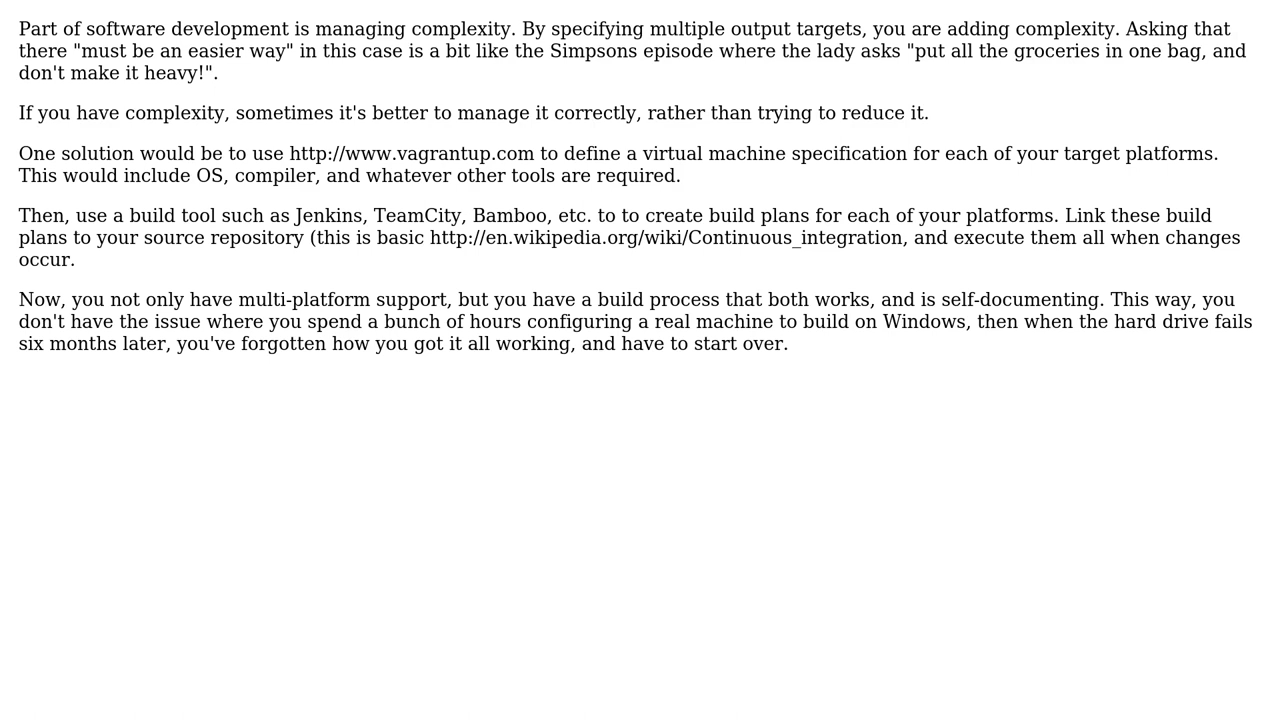 Part of software development is managing complexity. By specifying multiple output targets, you are adding complexity. Asking that
there "must be an easier way" in this case is a bit like the Simpsons episode where the lady asks "put all the groceries in one bag, and
don't make it heavy!".
If you have complexity, sometimes it's better to manage it correctly, rather than trying to reduce it.
One solution would be to use http://www.vagrantup.com to define a virtual machine specification for each of your target platforms.
This would include OS, compiler, and whatever other tools are required.
Then, use a build tool such as Jenkins, TeamCity, Bamboo, etc. to to create build plans for each of your platforms. Link these build
plans to your source repository (this is basic http://en.wikipedia.org/wiki/Continuous_integration, and execute them all when changes
occur.
Now, you not only have multi-platform support, but you have a build process that both works, and is self-documenting. This way, you
don't have the issue where you spend a bunch of hours configuring a real machine to build on Windows, then when the hard drive fails
six months later, you've forgotten how you got it all working, and have to start over.